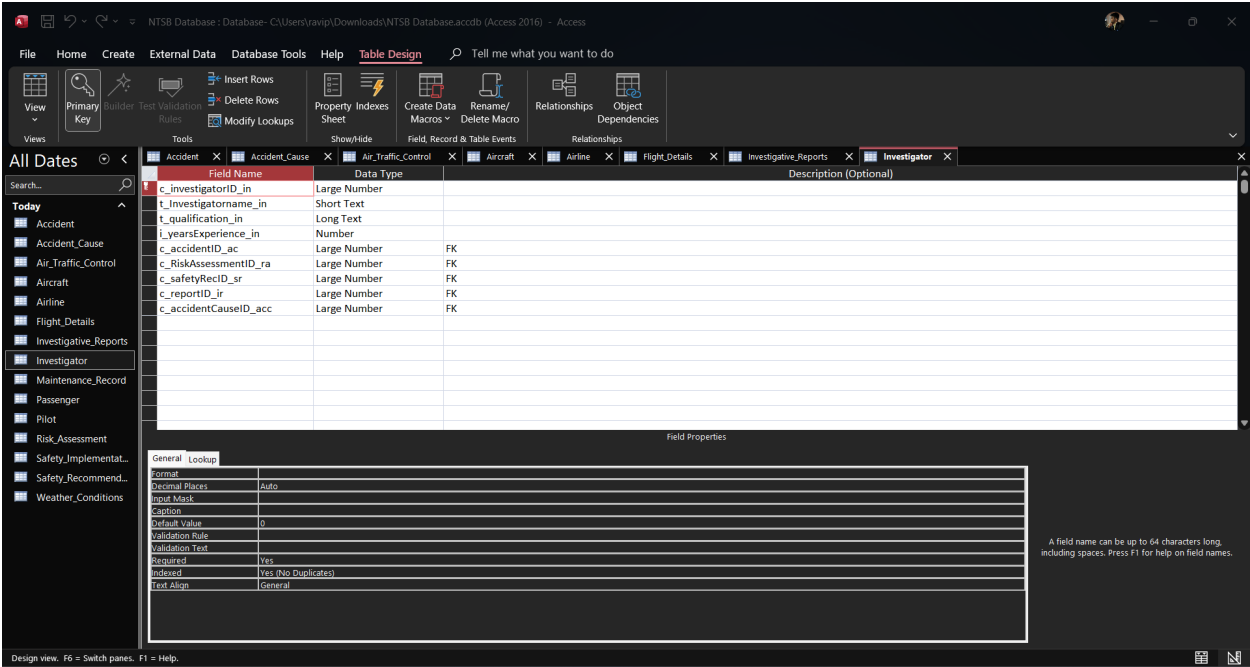 NTSB Database : Database- C:\Users\ravip\Downloads\NTSB Database.accdb (Access 2016) - Access
File Home Create External Data Database Tools Help Table Design Tell me what you want to do
View
Primary Key
Builder
Test Validation Rules
Insert Rows
Delete Rows
Modify Lookups
Property Sheet
Indexes
Create Data Macros
Rename/ Delete Macro
Relationships
Object Dependencies
Views Tools Show/Hide Field, Record & Table Events Relationships
All Dates
Search...
Today
Accident
Accident_Cause
Air_Traffic_Control
Aircraft
Airline
Flight_Details
Investigative_Reports
Investigator
Maintenance_Record
Passenger
Pilot
Risk_Assessment
Safety_Implementat...
Safety_Recommend...
Weather_Conditions
Accident Accident_Cause Air_Traffic_Control Aircraft Airline Flight_Details Investigative_Reports Investigator
Field Name Data Type Description (Optional)
c_investigatorID_in Large Number
t_Investigatorname_in Short Text
t_qualification_in Long Text
i_yearsExperience_in Number
c_accidentID_ac Large Number FK
c_RiskAssessmentID_ra Large Number FK
c_safetyRecID_sr Large Number FK
c_reportID_ir Large Number FK
c_accidentCauseID_acc Large Number FK
Field Properties
General Lookup
Format
Decimal Places Auto
Input Mask
Caption
Default Value 0
Validation Rule
Validation Text
Required Yes
Indexed Yes (No Duplicates)
Text Align General
A field name can be up to 64 characters long,
including spaces. Press F1 for help on field names.
Design view. F6 = Switch panes. F1 = Help.